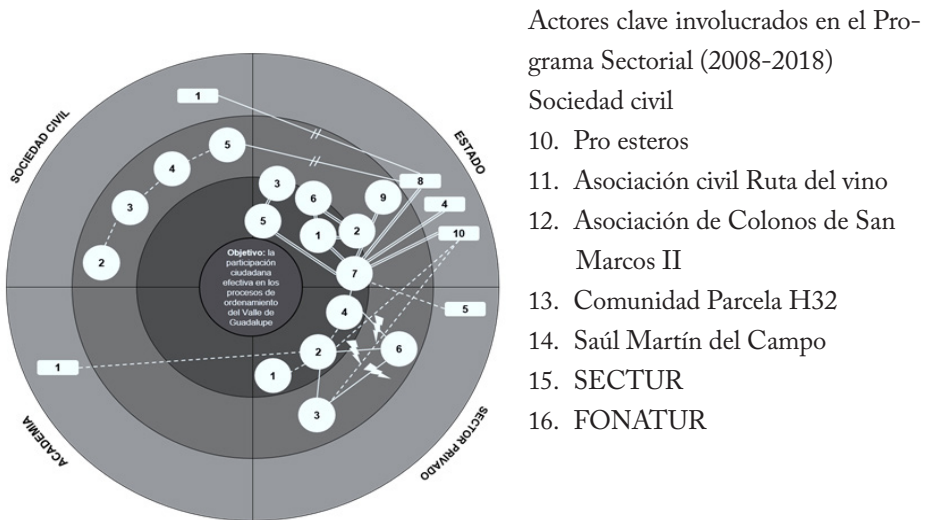 SOCIEDAD CIVIL
ESTADO
ACADEMIA
SECTOR PRIVADO
1
5
4
3
2
3
6
9
8
4
10
5
1
2
7
5
4
2
6
1
3
1
Objetivo: la
participación
ciudadana
efectiva en los
procesos de
ordenamiento
del Valle de
Guadalupe
Actores clave involucrados en el Pro-
grama Sectorial (2008-2018)
Sociedad civil
10. Pro esteros
11. Asociación civil Ruta del vino
12. Asociación de Colonos de San
Marcos II
13. Comunidad Parcela H32
14. Saúl Martín del Campo
15. SECTUR
16. FONATUR